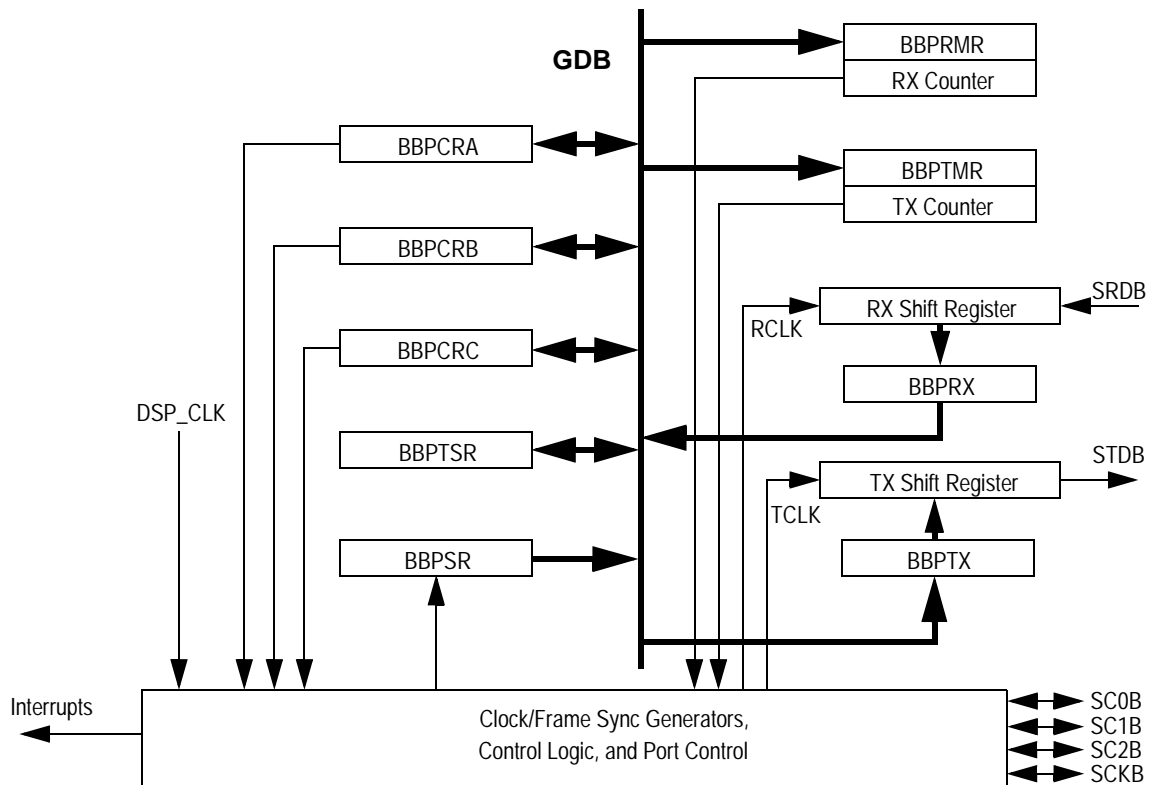 GDB
BBPRMR
RX Counter
BBPCRA
BBPTMR
TX Counter
BBPCRB
SRDB
RX Shift Register
RCLK
BBPCRC
BBPRX
DSP_CLK
BBPTSR
STDB
TX Shift Register
TCLK
BBPSR
BBPTX
Interrupts
Clock/Frame Sync Generators,
Control Logic, and Port Control
SC0B
SC1B
SC2B
SCKB